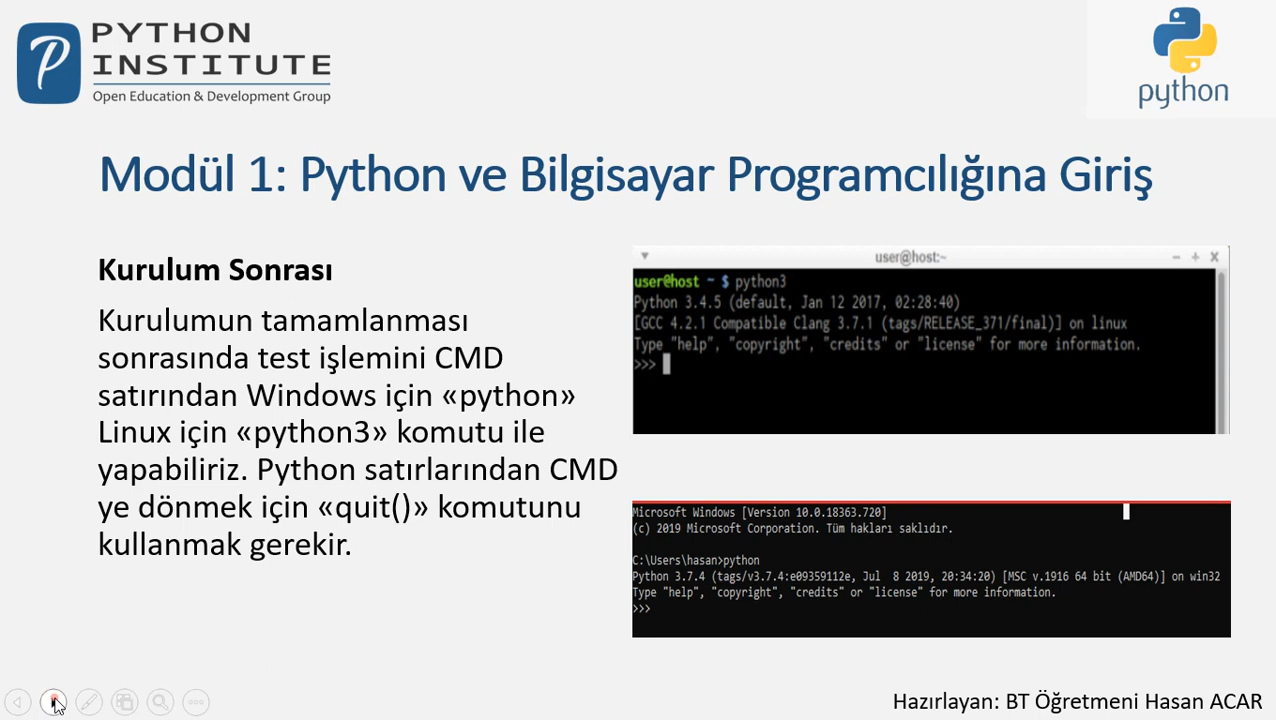 PYTHON
INSTITUTE
Open Education & Development Group
python
Modül 1: Python ve Bilgisayar Programcılığına Giriş
Kurulum Sonrası
Kurulumun tamamlanması
sonrasında test işlemini CMD
satırından Windows için «python»
Linux için «python3» komutu ile
yapabiliriz. Python satırlarından CMD
ye dönmek için «quit()» komutunu
kullanmak gerekir.
user@host:~
user@host ~ $ python3
Python 3.4.5 (default, Jan 12 2017, 02:28:40)
[GCC 4.2.1 Compatible Clang 3.7.1 (tags/RELEASE_371/final)] on linux
Type "help", "copyright", "credits" or "license" for more information.
>>>
Microsoft Windows [Version 10.0.18363.720]
(c) 2019 Microsoft Corporation. Tüm hakları saklıdır.
C:\Users\hasan>python
Python 3.7.4 (tags/v3.7.4:e09359112e, Jul  8 2019, 20:34:20) [MSC v.1916 64 bit (AMD64)] on win32
Type "help", "copyright", "credits" or "license" for more information.
>>>
Hazırlayan: BT Öğretmeni Hasan ACAR